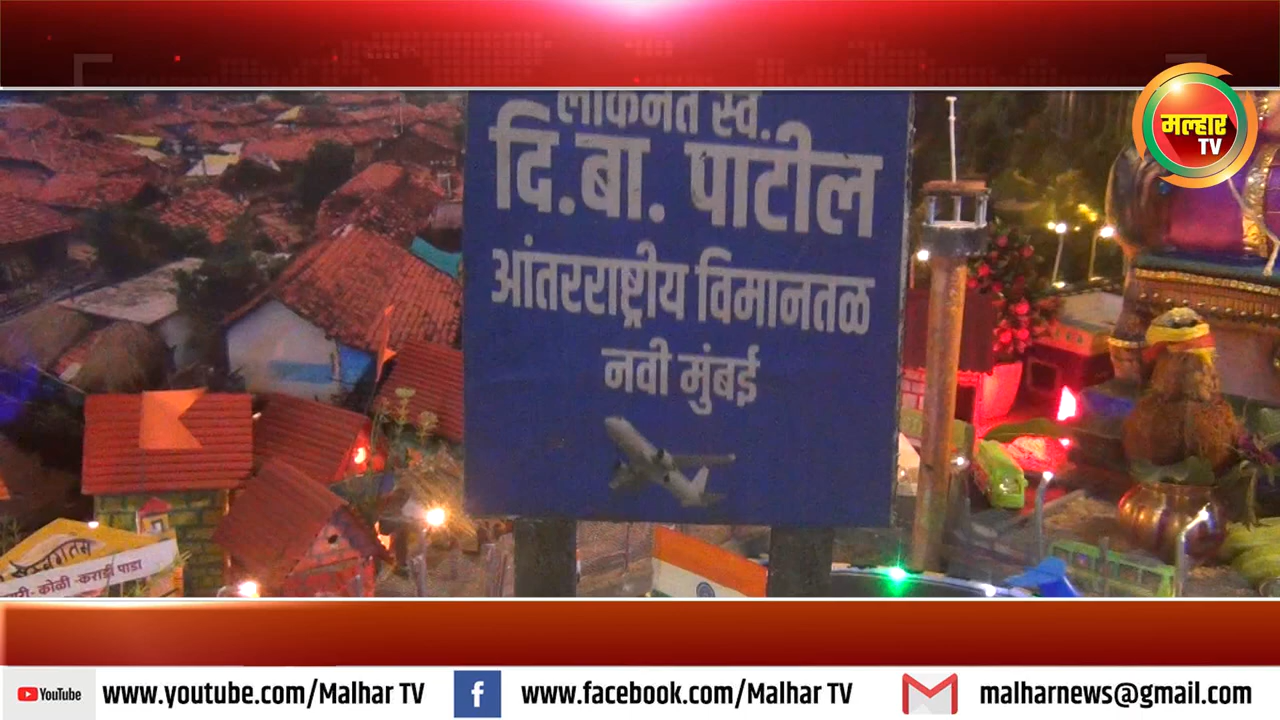 मल्हार
TV
लोकनेते स्व.
दि.बा. पाटील
आंतरराष्ट्रीय विमानतळ
नवी मुंबई
कोळी -कराडी पाडा
YouTube
www.youtube.com/Malhar TV
www.facebook.com/Malhar TV
malharnews@gmail.com